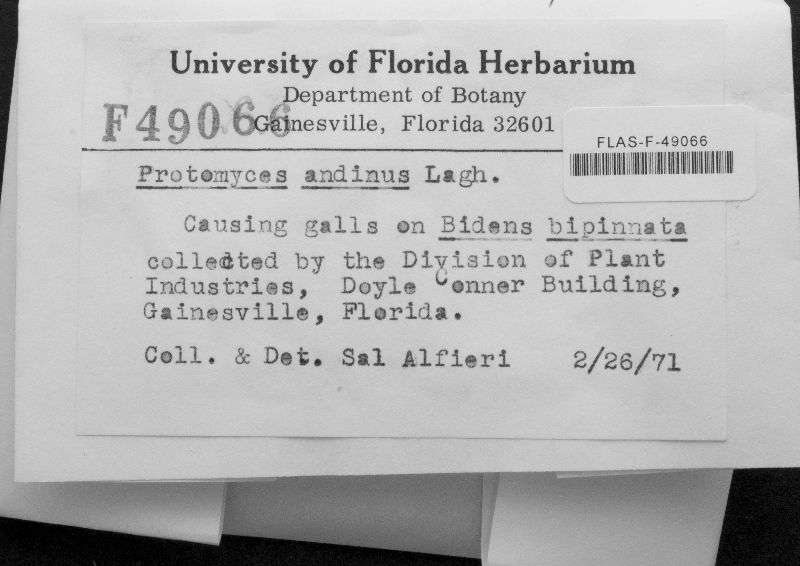 University of Florida Herbarium
Department of Botany
F49066
Gainesville, Florida 32601
FLAS-F-49066
Protomyces andinus Lagh.
Causing galls on Bidens bipinnata
collected by the Division of Plant
Industries, Doyle Conner Building,
Gainesville, Florida.
Coll. & Det. Sal Alfieri 2/26/71